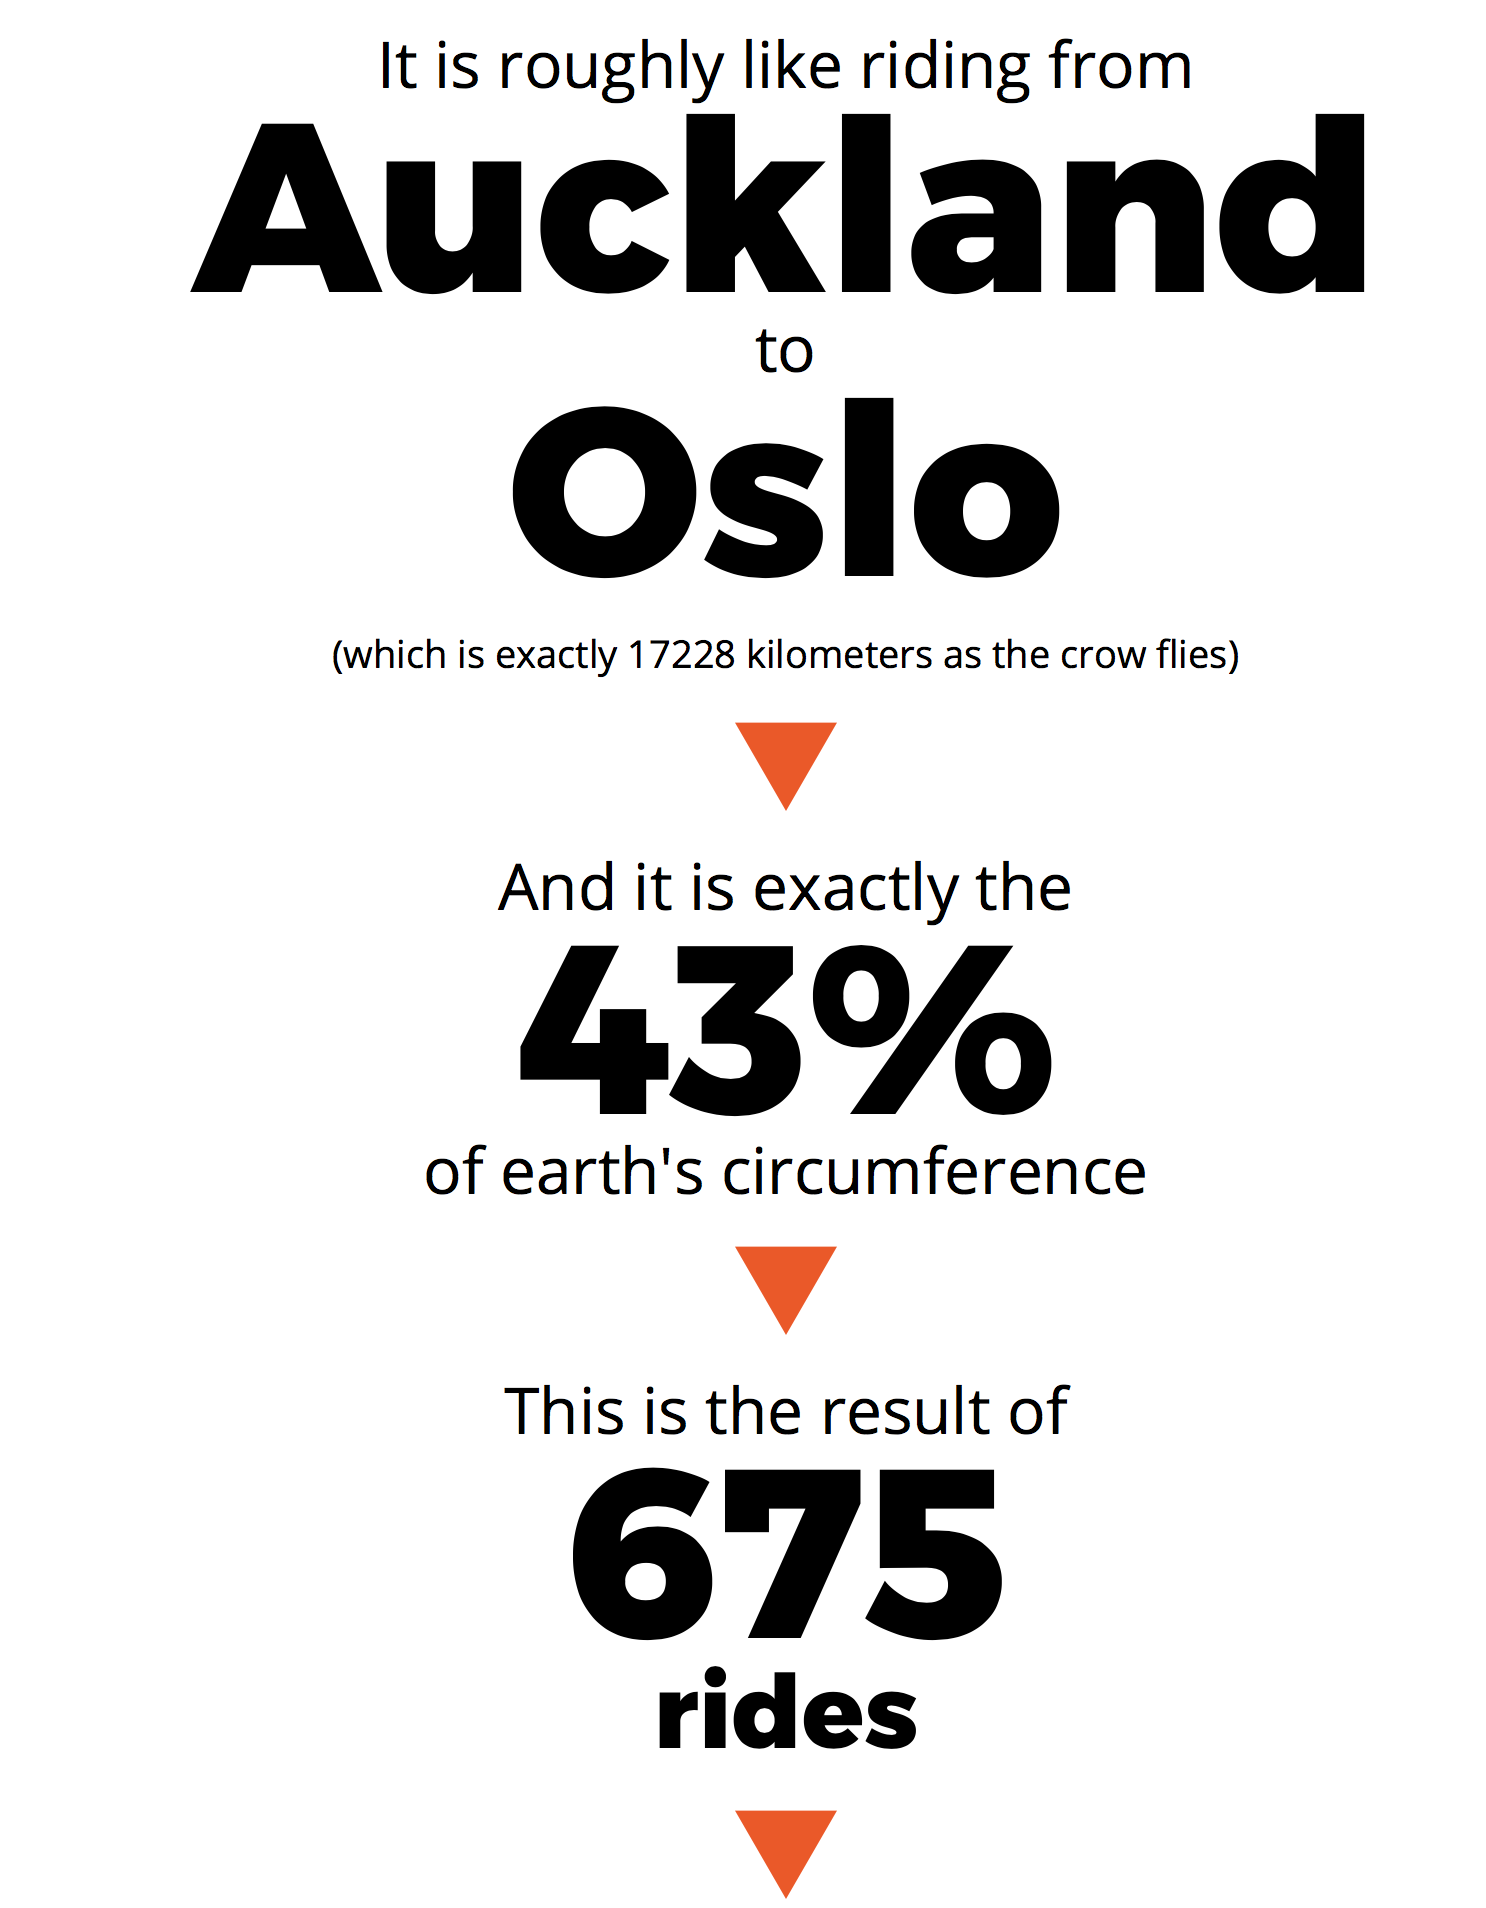 It is roughly like riding from
Auckland
to
Oslo
(which is exactly 17228 kilometers as the crow flies)
And it is exactly the
43%
of earth's circumference
This is the result of
675
rides